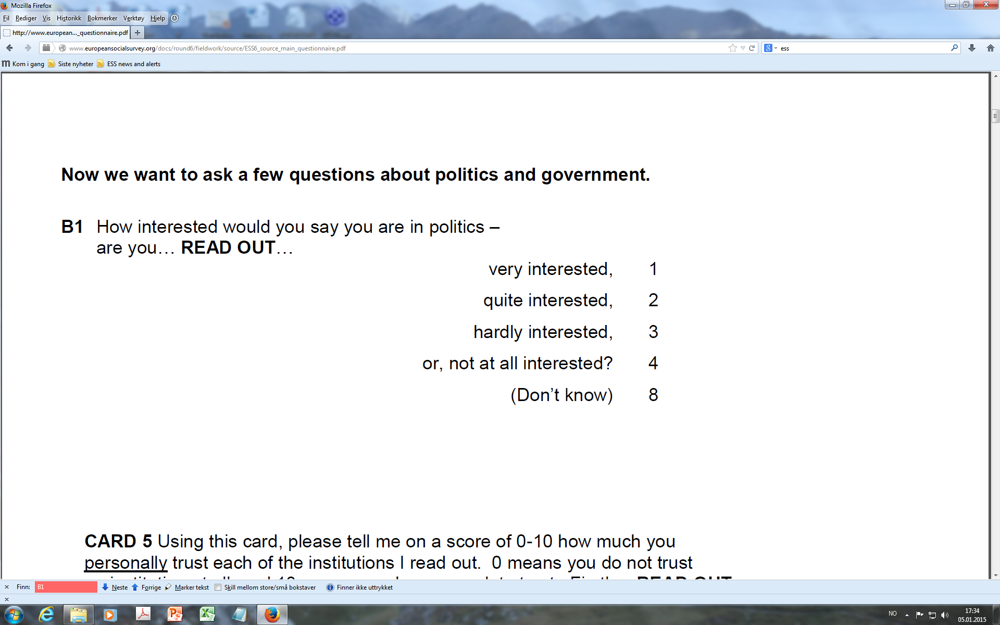 Mozilla Firefox
Fil Rediger Vis Historikk Bokmerker Verktøy Hjelp
http://www.european..._questionnaire.pdf
www.europeansocialsurvey.org/docs/round6/fieldwork/source/ESS6_source_main_questionnaire.pdf
ess
Kom i gang Siste nyheter ESS news and alerts
Now we want to ask a few questions about politics and government.
B1 How interested would you say you are in politics –
are you… READ OUT…
very interested, 1
quite interested, 2
hardly interested, 3
or, not at all interested? 4
(Don’t know) 8
CARD 5 Using this card, please tell me on a score of 0-10 how much you
personally trust each of the institutions I read out. 0 means you do not trust
READ OUT
Finn: B1 Neste Forrige Marker tekst Skill mellom store/små bokstaver Finner ikke uttrykket
NO 17:34
05.01.2015